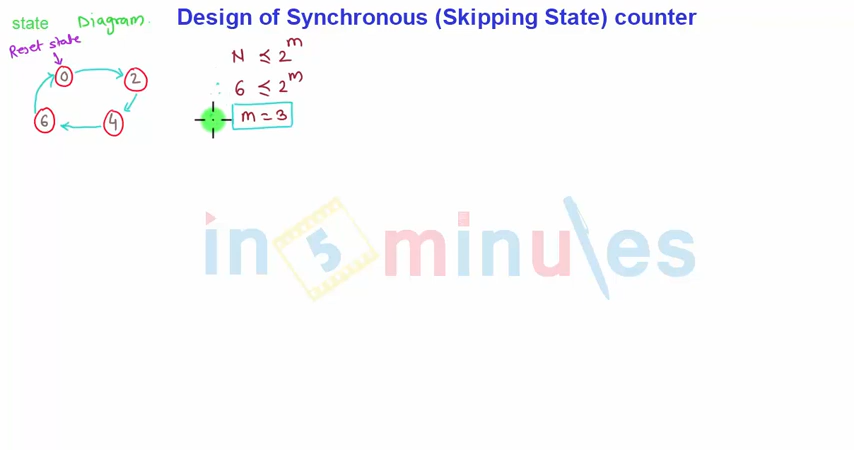 Design of Synchronous (Skipping State) counter
state Diagram.
Reset state
0
2
6
4
N ≤ 2^m
∴ 6 ≤ 2^m
m = 3
in 5 minutes